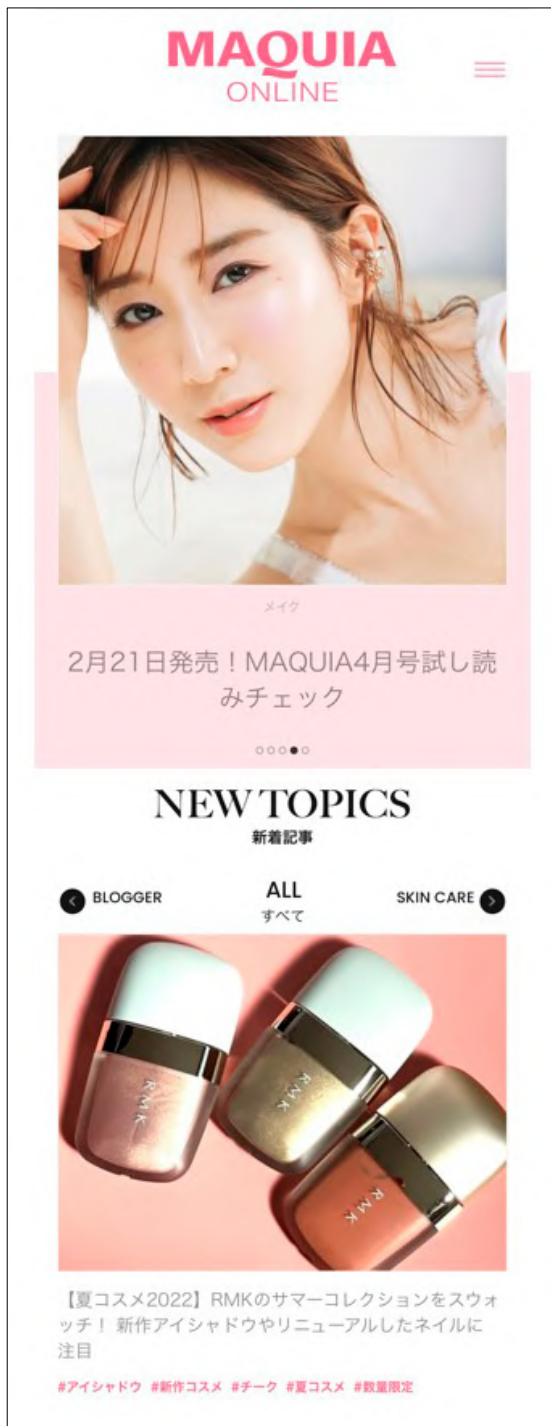 MAQUIA
ONLINE
メイク
2月21日発売！MAQUIA4月号試し読
みチェック
NEW TOPICS
新着記事
BLOGGER
ALL
すべて
SKIN CARE
RMK
RMK
RMK
【夏コスメ2022】RMKのサマーコレクションをスウォ
ッチ！ 新作アイシャドウやリニューアルしたネイルに
注目
#アイシャドウ #新作コスメ #チーク #夏コスメ #数量限定